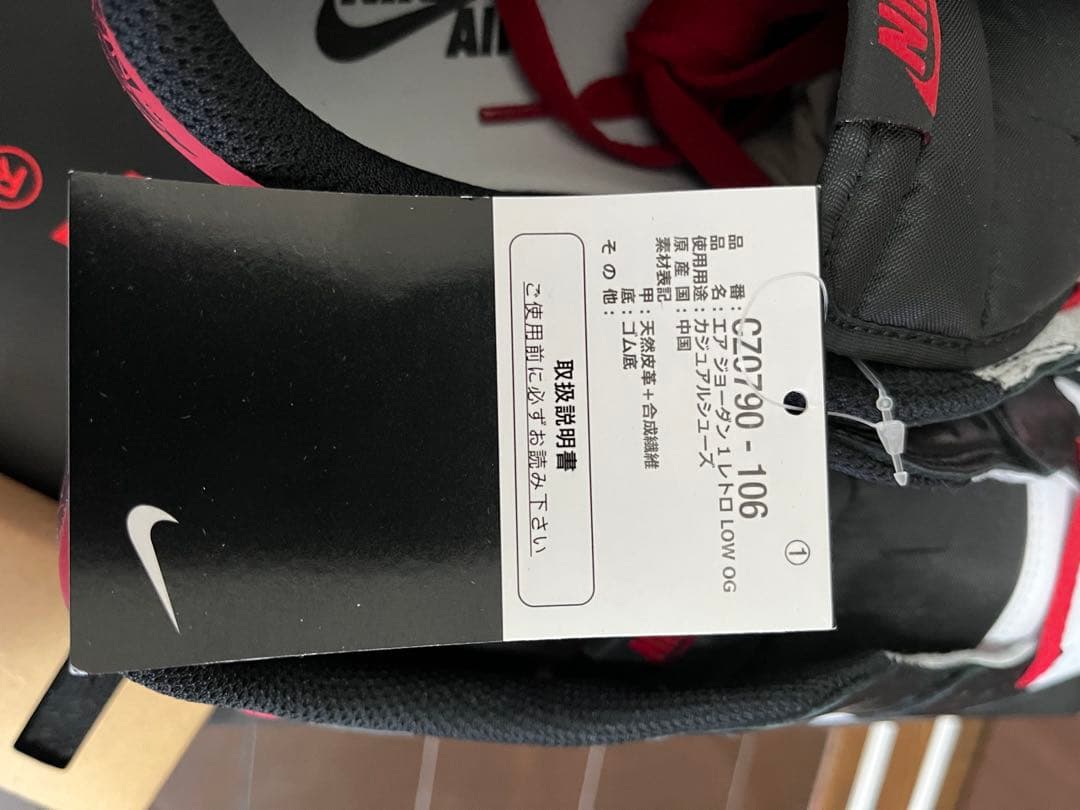 ①
品番：CZ0790 - 106
品名：エア ジョーダン 1 レトロ LOW OG
使用用途：カジュアルシューズ
原産国：中国
素材表記 甲：天然皮革＋合成繊維
底：ゴム底
その他：
取扱説明書
ご使用前に必ずお読み下さい
AIR
®